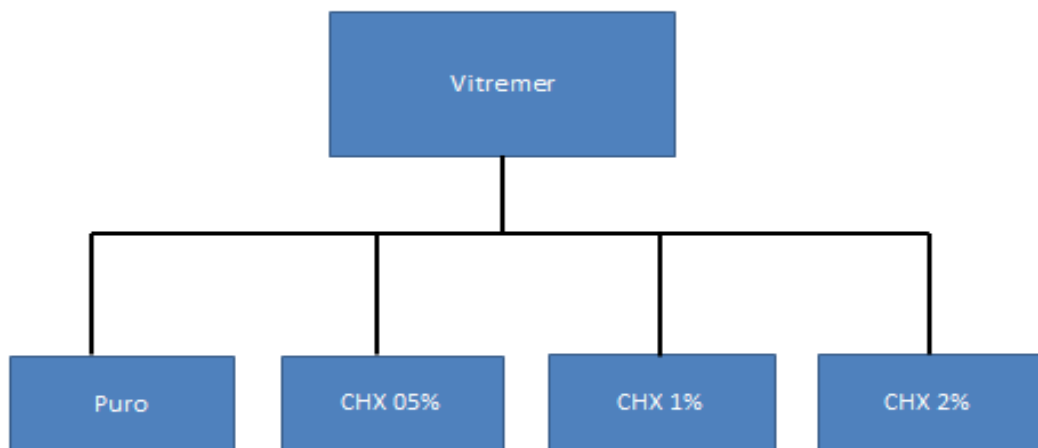 Vitremer
Puro
CHX 05%
CHX 1%
CHX 2%